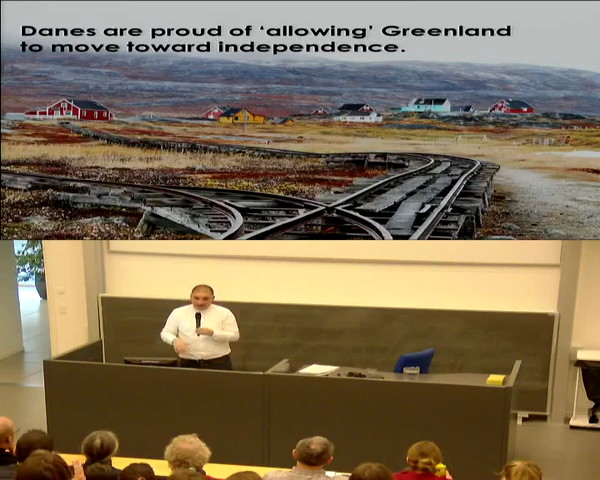 Danes are proud of ‘allowing’ Greenland
to move toward independence.